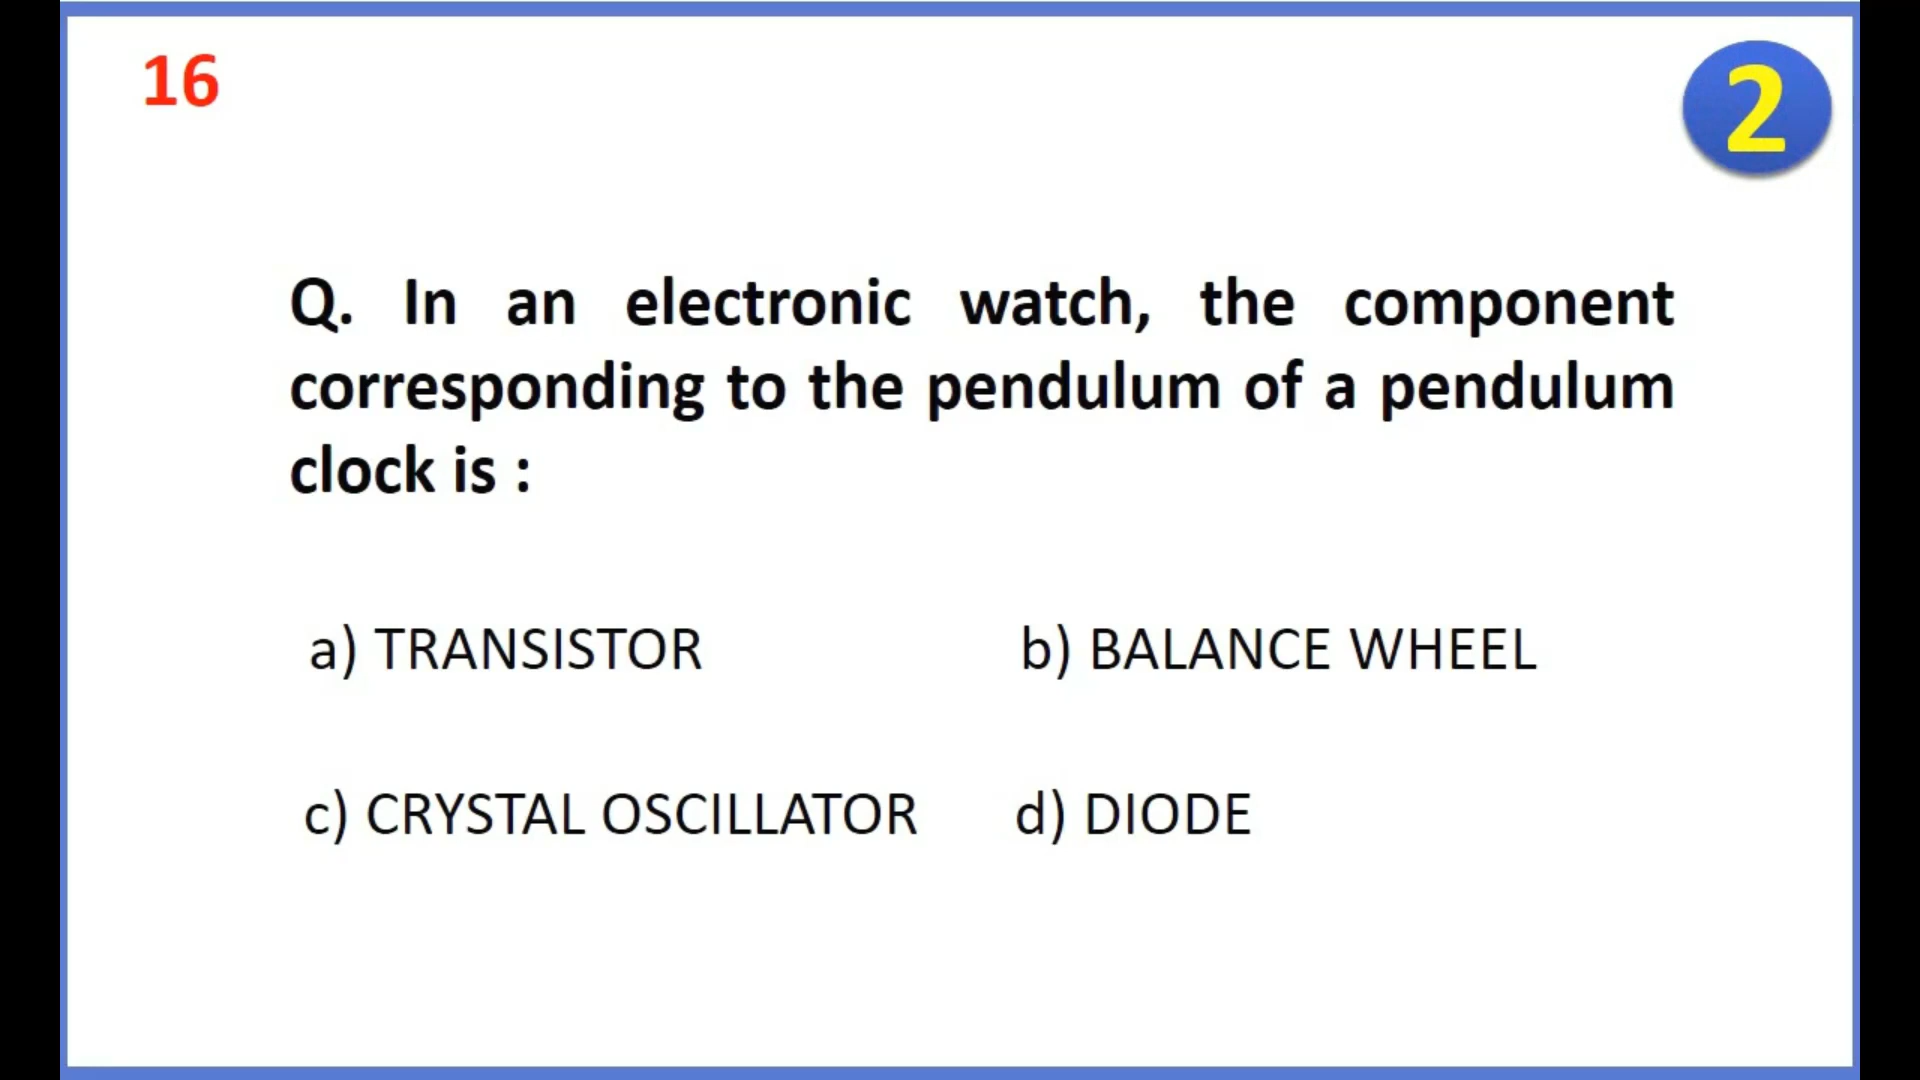 16
2
Q. In an electronic watch, the component
corresponding to the pendulum of a pendulum
clock is :
a) TRANSISTOR
b) BALANCE WHEEL
c) CRYSTAL OSCILLATOR
d) DIODE